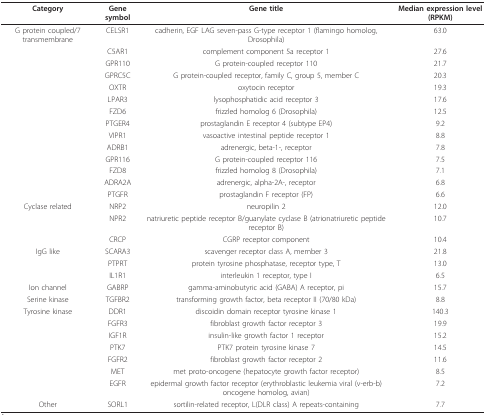 Category Gene symbol Gene title Median expression level (RPKM)
G protein coupled/7 transmembrane CELSR1 cadherin, EGF LAG seven-pass G-type receptor 1 (flamingo homolog, Drosophila) 63.0
C5AR1 complement component 5a receptor 1 27.6
GPR110 G protein-coupled receptor 110 21.7
GPRC5C G protein-coupled receptor, family C, group 5, member C 20.3
OXTR oxytocin receptor 19.3
LPAR3 lysophosphatidic acid receptor 3 17.6
FZD6 frizzled homolog 6 (Drosophila) 12.5
PTGER4 prostaglandin E receptor 4 (subtype EP4) 9.2
VIPR1 vasoactive intestinal peptide receptor 1 8.8
ADRB1 adrenergic, beta-1-, receptor 7.8
GPR116 G protein-coupled receptor 116 7.5
FZD8 frizzled homolog 8 (Drosophila) 7.1
ADRA2A adrenergic, alpha-2A-, receptor 6.8
PTGFR prostaglandin F receptor (FP) 6.6
Cyclase related NRP2 neuropilin 2 12.0
NPR2 natriuretic peptide receptor B/guanylate cyclase B (atrionatriuretic peptide receptor B) 10.7
CRCP CGRP receptor component 10.4
IgG like SCARA3 scavenger receptor class A, member 3 21.8
PTPRT protein tyrosine phosphatase, receptor type, T 13.0
IL1R1 interleukin 1 receptor, type I 6.5
Ion channel GABRP gamma-aminobutyric acid (GABA) A receptor, pi 15.7
Serine kinase TGFBR2 transforming growth factor, beta receptor II (70/80 kDa) 8.8
Tyrosine kinase DDR1 discoidin domain receptor tyrosine kinase 1 140.3
FGFR3 fibroblast growth factor receptor 3 19.9
IGF1R insulin-like growth factor 1 receptor 15.2
PTK7 PTK7 protein tyrosine kinase 7 14.5
FGFR2 fibroblast growth factor receptor 2 11.6
MET met proto-oncogene (hepatocyte growth factor receptor) 8.5
EGFR epidermal growth factor receptor (erythroblastic leukemia viral (v-erb-b) oncogene homolog, avian) 7.2
Other SORL1 sortilin-related receptor, L(DLR class) A repeats-containing 7.7